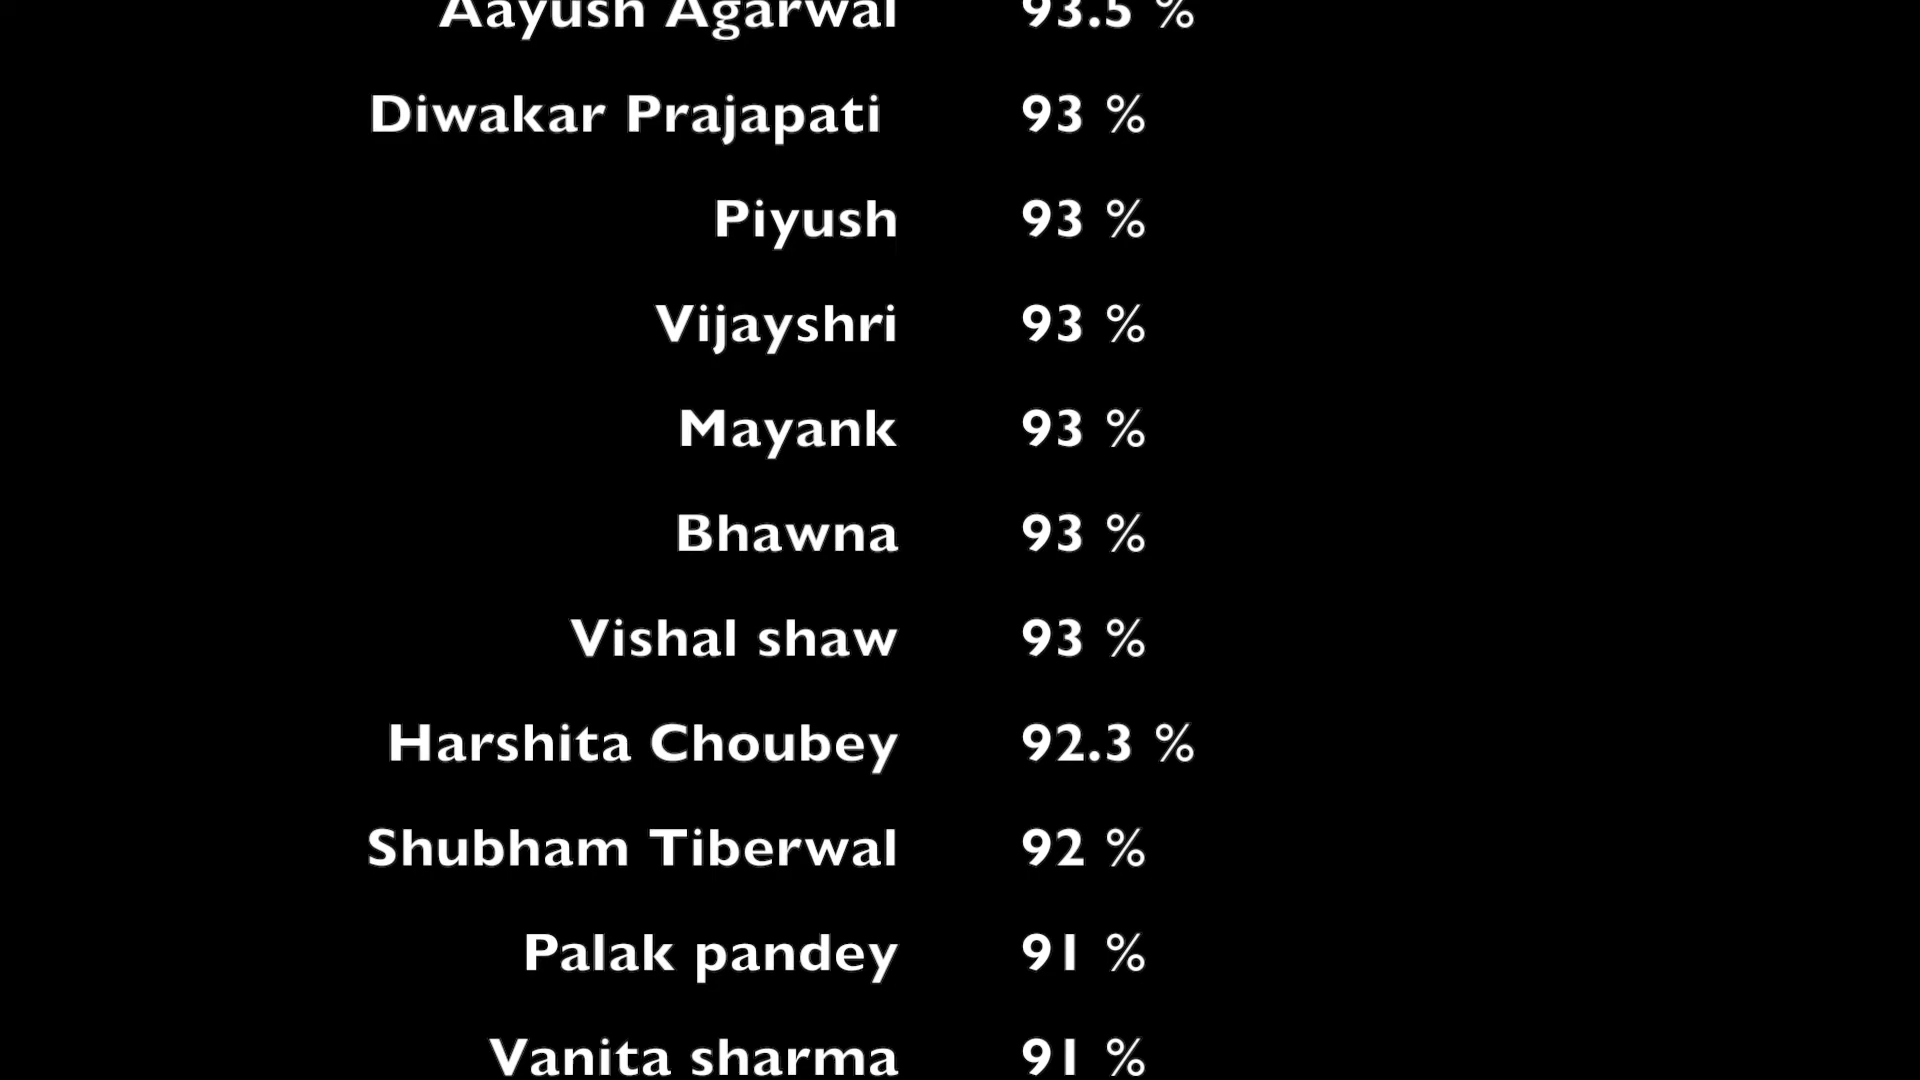 Aayush Agarwal 93.5 %
Diwakar Prajapati 93 %
Piyush 93 %
Vijayshri 93 %
Mayank 93 %
Bhawna 93 %
Vishal shaw 93 %
Harshita Choubey 92.3 %
Shubham Tiberwal 92 %
Palak pandey 91 %
Vanita sharma 91 %